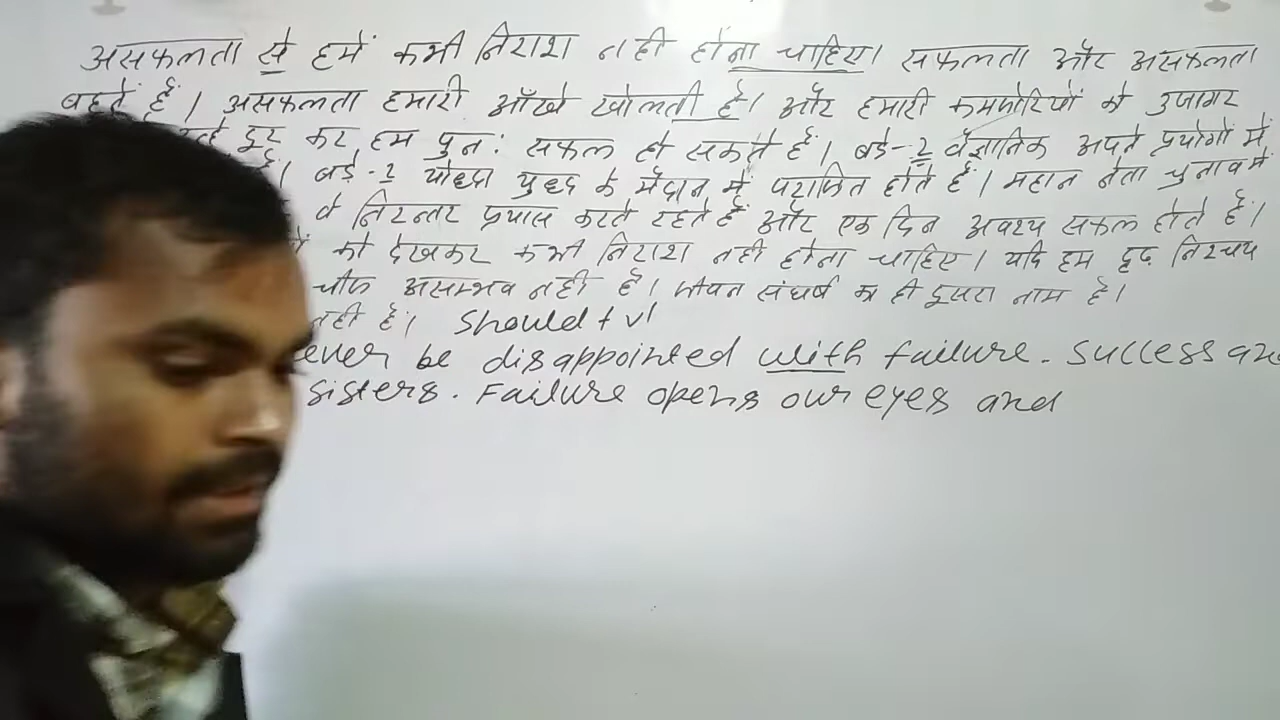 असफलता से हमें कभी निराश नही होना चाहिए। सफलता और असफलता
बहनें हैं। असफलता हमारी आँखे खोलती है। और हमारी कमजोरियों को उजागर
दूर कर हम पुनः सफल हो सकते हैं। बड़े-2 वैज्ञानिक अपने प्रयोगों में
बड़े-2 योद्धा युद्ध के मैदान में पराजित होते हैं। महान नेता चुनाव में
वे निरन्तर प्रयास करते रहते हैं और एक दिन अवश्य सफल होते हैं।
को देखकर कभी निराश नही होना चाहिए। यदि हम दृढ़ निश्चय
चीज असम्भव नही है। जीवन संघर्ष का ही दूसरा नाम है।
नही है। Should + v1
ever be disappointed with failure. Success and
sisters. Failure opens our eyes and